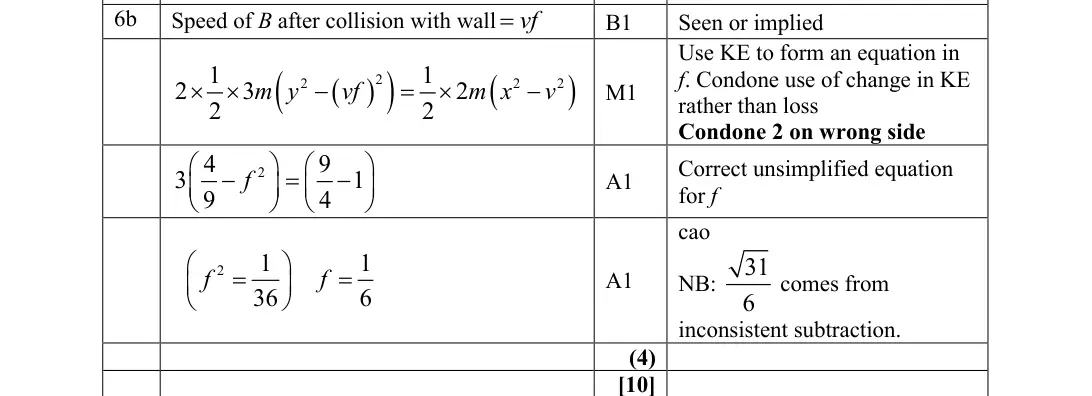 6b Speed of B after collision with wall = vf B1 Seen or implied
2 × 1/2 × 3m(y² − (vf)²) = 1/2 × 2m(x² − v²) M1 Use KE to form an equation in
f. Condone use of change in KE
rather than loss
Condone 2 on wrong side
3(4/9 − f²) = (9/4 − 1) A1 Correct unsimplified equation
for f
(f² = 1/36) f = 1/6 A1 cao
NB: √31/6 comes from
inconsistent subtraction.
(4)
[10]